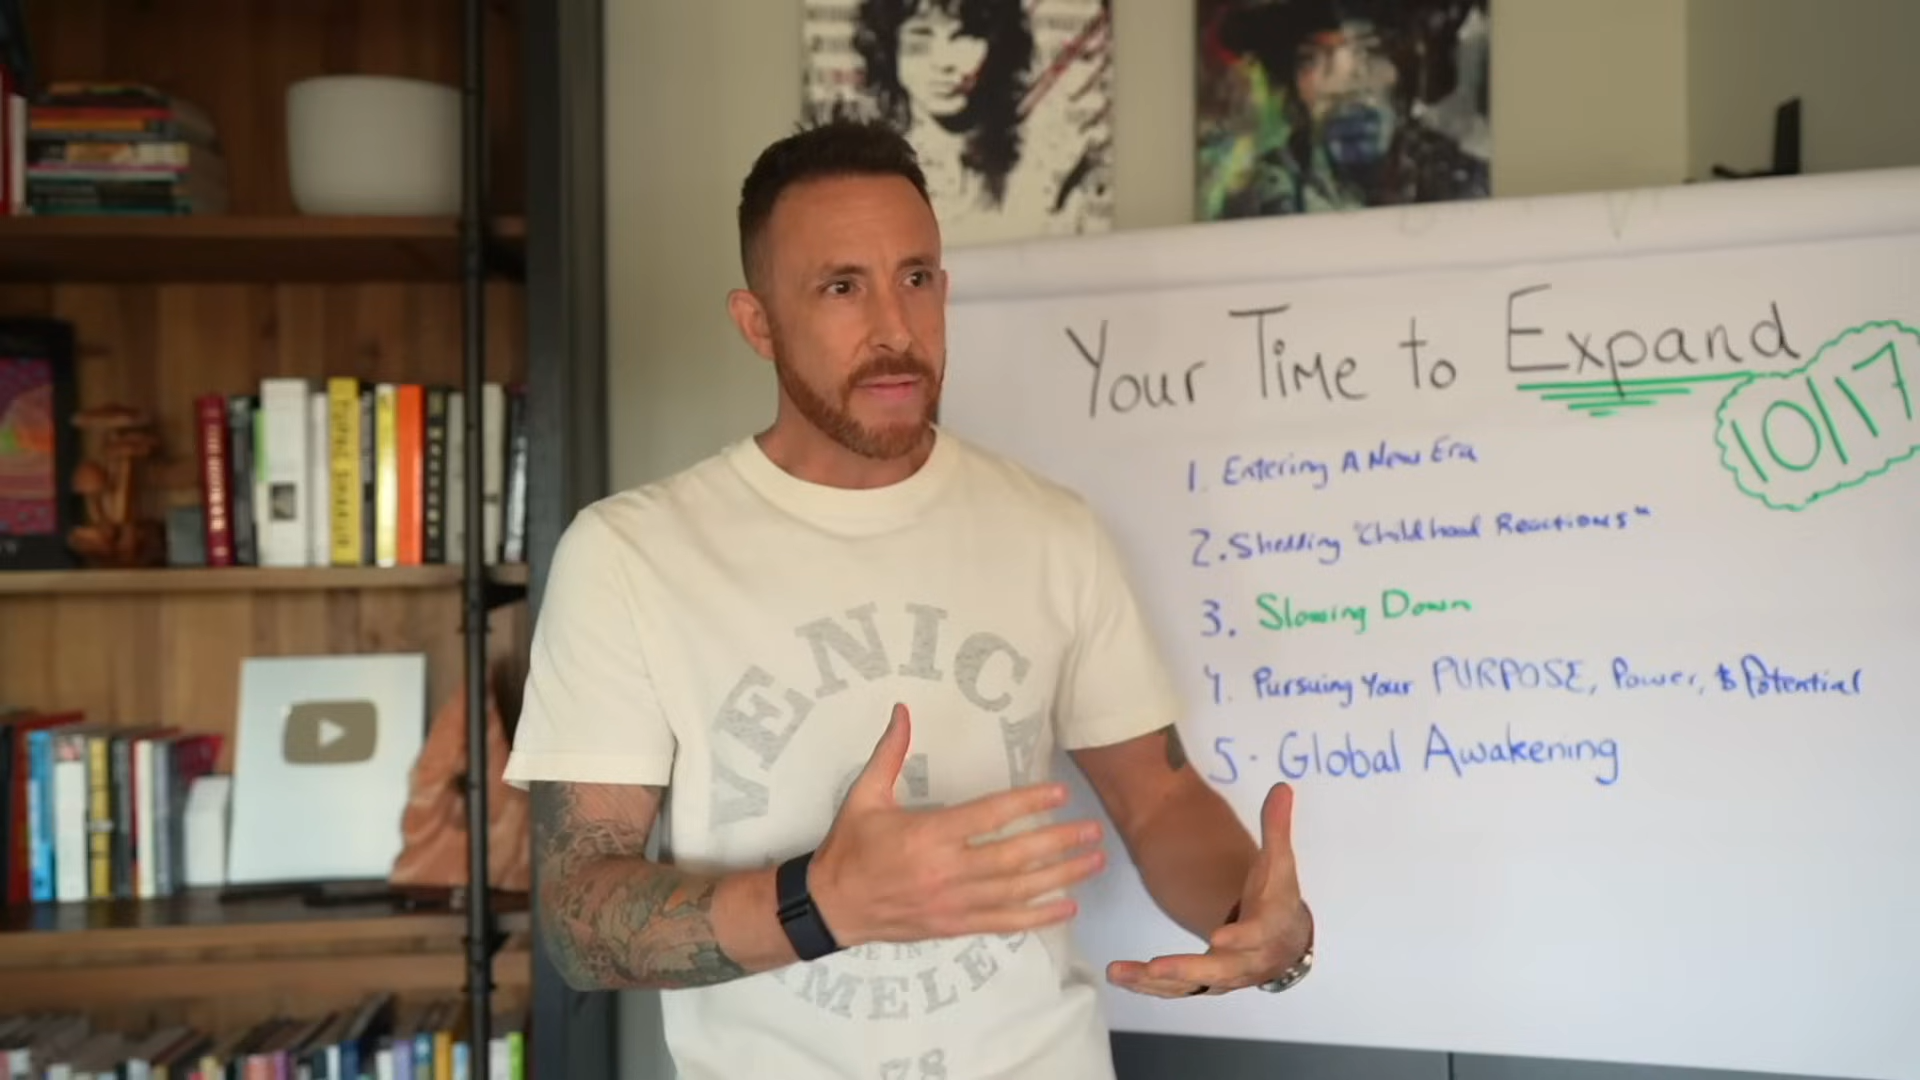 Your Time to Expand
10/17
1. Entering A New Era
2. Shedding "Childhood Reactions"
3. Slowing Down
4. Pursuing Your PURPOSE, Power, & Potential
5. Global Awakening
VENICE
78